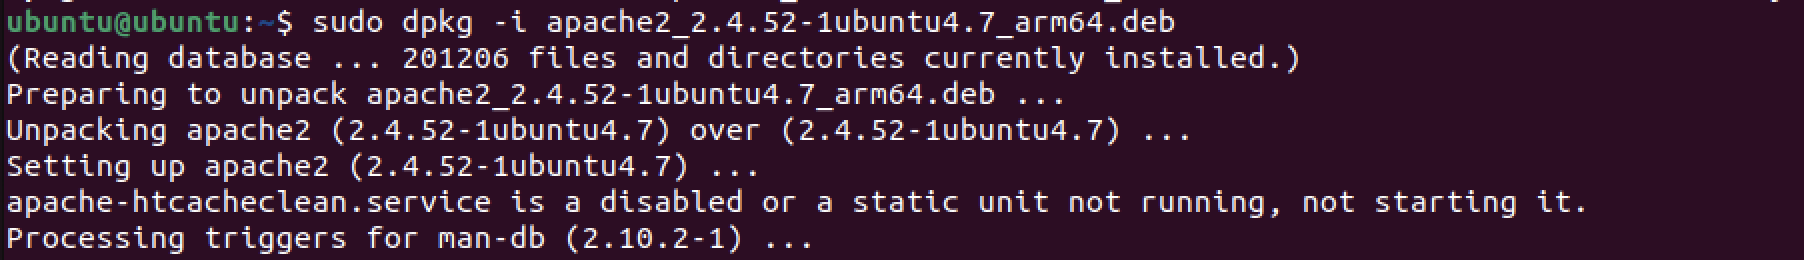 ubuntu@ubuntu:~$ sudo dpkg -i apache2_2.4.52-1ubuntu4.7_arm64.deb
(Reading database ... 201206 files and directories currently installed.)
Preparing to unpack apache2_2.4.52-1ubuntu4.7_arm64.deb ...
Unpacking apache2 (2.4.52-1ubuntu4.7) over (2.4.52-1ubuntu4.7) ...
Setting up apache2 (2.4.52-1ubuntu4.7) ...
apache-htcacheclean.service is a disabled or a static unit not running, not starting it.
Processing triggers for man-db (2.10.2-1) ...